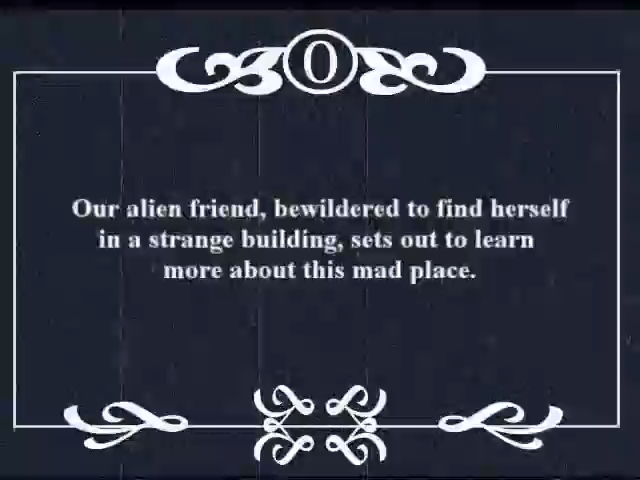 O
Our alien friend, bewildered to find herself
in a strange building, sets out to learn
more about this mad place.